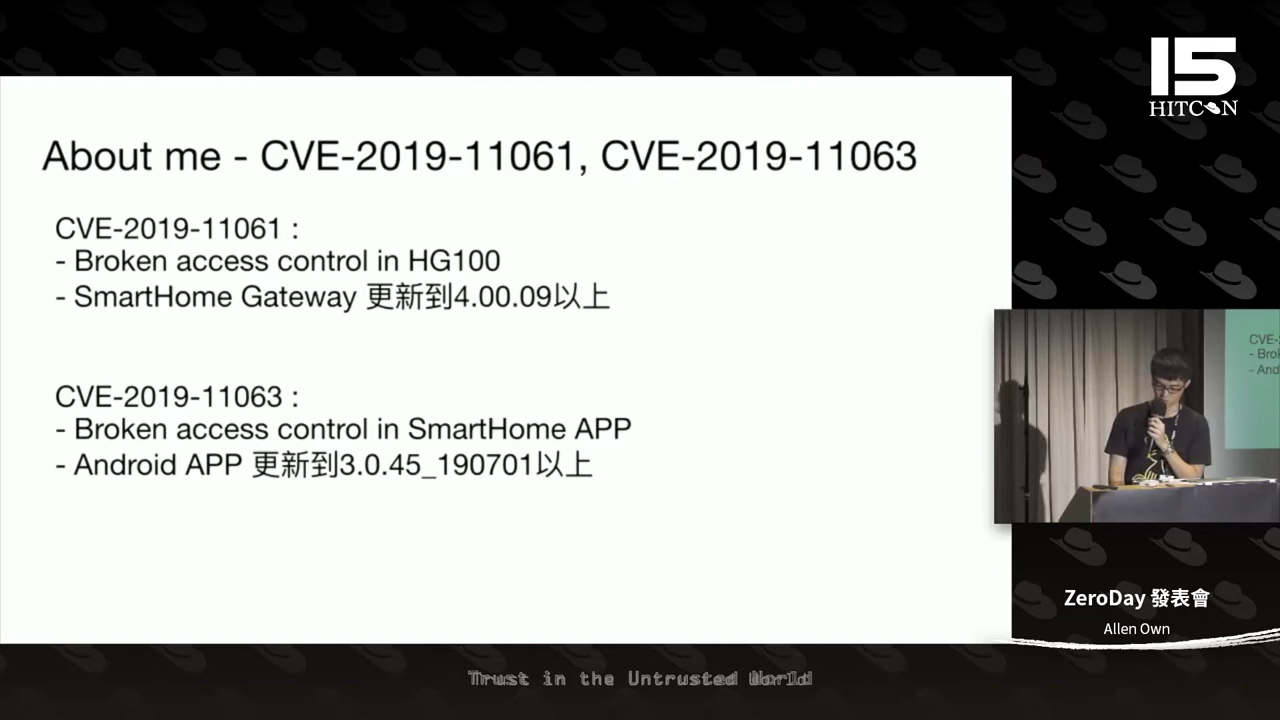 15
HITCON
About me - CVE-2019-11061, CVE-2019-11063
CVE-2019-11061 :
- Broken access control in HG100
- SmartHome Gateway 更新到4.00.09以上
CVE-2019-11063 :
- Broken access control in SmartHome APP
- Android APP 更新到3.0.45_190701以上
CVE-
- Brok
- And
ZeroDay 發表會
Allen Own
Trust in the Untrusted World